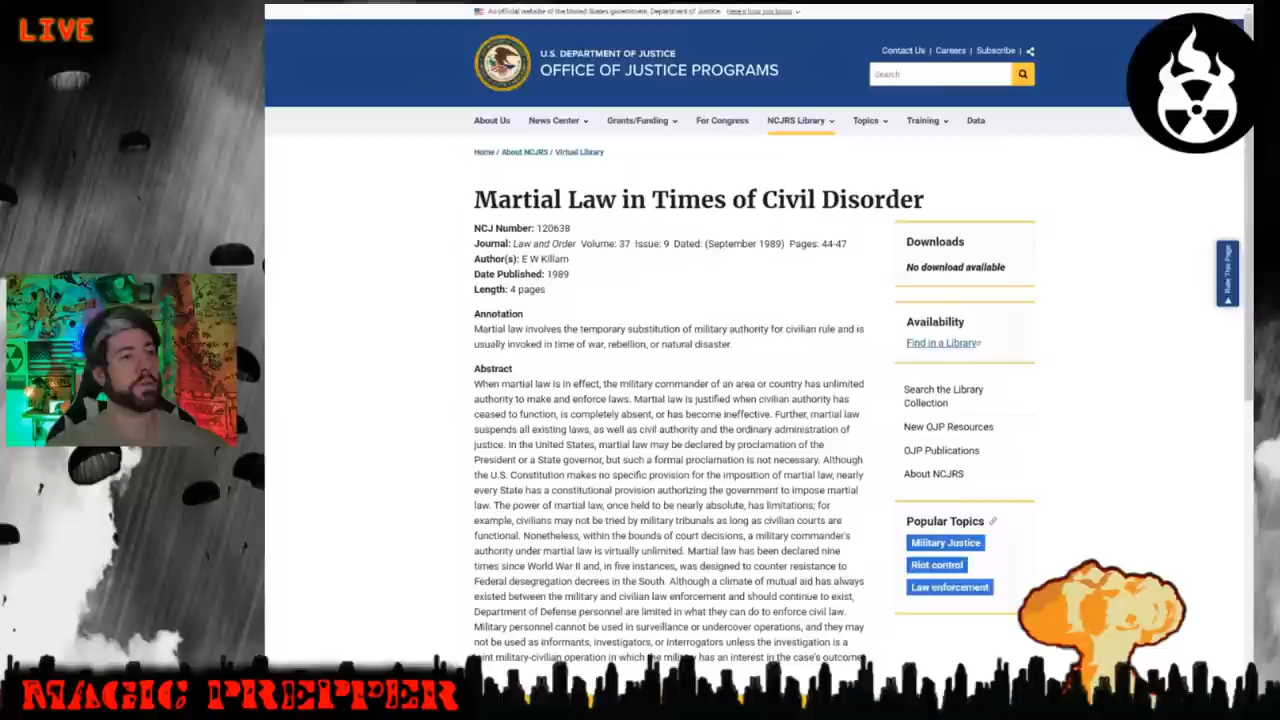 LIVE
An official website of the United States government, Department of Justice. Here's how you know
U.S. DEPARTMENT OF JUSTICE
OFFICE OF JUSTICE PROGRAMS
Contact Us | Careers | Subscribe |
Search
About Us News Center Grants/Funding For Congress NCJRS Library Topics Training Data
Home / About NCJRS / Virtual Library
Martial Law in Times of Civil Disorder
NCJ Number: 120638
Journal: Law and Order Volume: 37 Issue: 9 Dated: (September 1989) Pages: 44-47
Author(s): E W Killam
Date Published: 1989
Length: 4 pages
Annotation
Martial law involves the temporary substitution of military authority for civilian rule and is
usually invoked in time of war, rebellion, or natural disaster.
Abstract
When martial law is in effect, the military commander of an area or country has unlimited
authority to make and enforce laws. Martial law is justified when civilian authority has
ceased to function, is completely absent, or has become ineffective. Further, martial law
suspends all existing laws, as well as civil authority and the ordinary administration of
justice. In the United States, martial law may be declared by proclamation of the
President or a State governor, but such a formal proclamation is not necessary. Although
the U.S. Constitution makes no specific provision for the imposition of martial law, nearly
every State has a constitutional provision authorizing the government to impose martial
law. The power of martial law, once held to be nearly absolute, has limitations; for
example, civilians may not be tried by military tribunals as long as civilian courts are
functional. Nonetheless, within the bounds of court decisions, a military commander's
authority under martial law is virtually unlimited. Martial law has been declared nine
times since World War II and, in five instances, was designed to counter resistance to
Federal desegregation decrees in the South. Although a climate of mutual aid has always
existed between the military and civilian law enforcement and should continue to exist,
Department of Defense personnel are limited in what they can do to enforce civil law.
Military personnel cannot be used in surveillance or undercover operations, and they may
not be used as informants, investigators, or interrogators unless the investigation is a
joint military-civilian operation in which the military has an interest in the case's outcome
Downloads
No download available
Availability
Find in a Library
Search the Library
Collection
New OJP Resources
OJP Publications
About NCJRS
Popular Topics
Military Justice
Riot control
Law enforcement
Rate This Page
MAGIC PREPPER